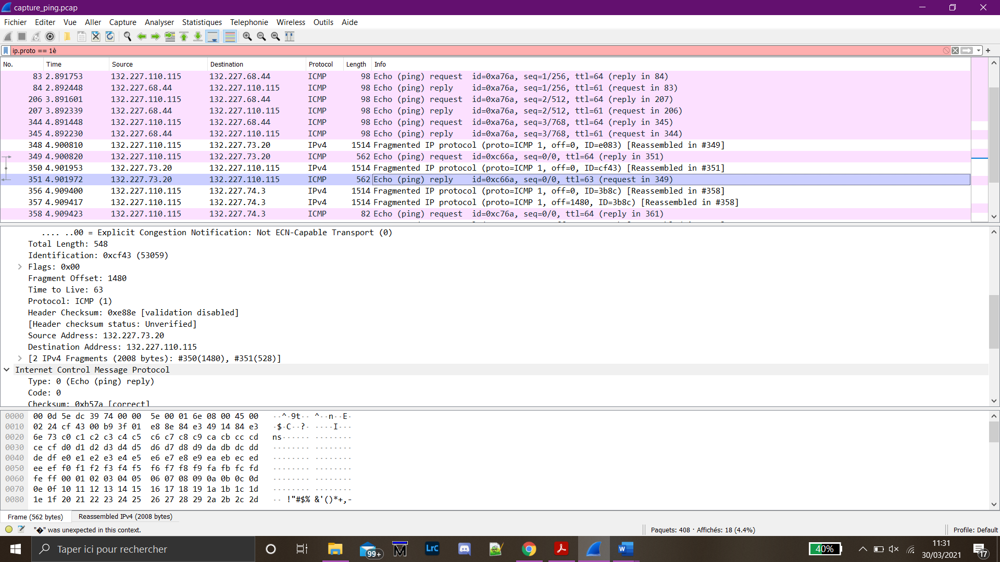 capture_ping.pcap
Fichier Editer Vue Aller Capture Analyser Statistiques Telephonie Wireless Outils Aide
ip.proto == 1è
No. Time Source Destination Protocol Length Info
83 2.891753 132.227.110.115 132.227.68.44 ICMP 98 Echo (ping) request id=0xa76a, seq=1/256, ttl=64 (reply in 84)
84 2.892448 132.227.68.44 132.227.110.115 ICMP 98 Echo (ping) reply id=0xa76a, seq=1/256, ttl=61 (request in 83)
206 3.891601 132.227.110.115 132.227.68.44 ICMP 98 Echo (ping) request id=0xa76a, seq=2/512, ttl=64 (reply in 207)
207 3.892339 132.227.68.44 132.227.110.115 ICMP 98 Echo (ping) reply id=0xa76a, seq=2/512, ttl=61 (request in 206)
344 4.891448 132.227.110.115 132.227.68.44 ICMP 98 Echo (ping) request id=0xa76a, seq=3/768, ttl=64 (reply in 345)
345 4.892230 132.227.68.44 132.227.110.115 ICMP 98 Echo (ping) reply id=0xa76a, seq=3/768, ttl=61 (request in 344)
348 4.900810 132.227.110.115 132.227.73.20 IPv4 1514 Fragmented IP protocol (proto=ICMP 1, off=0, ID=e083) [Reassembled in #349]
349 4.900820 132.227.110.115 132.227.73.20 ICMP 562 Echo (ping) request id=0xc66a, seq=0/0, ttl=64 (reply in 351)
350 4.901953 132.227.73.20 132.227.110.115 IPv4 1514 Fragmented IP protocol (proto=ICMP 1, off=0, ID=cf43) [Reassembled in #351]
351 4.901972 132.227.73.20 132.227.110.115 ICMP 562 Echo (ping) reply id=0xc66a, seq=0/0, ttl=63 (request in 349)
356 4.909400 132.227.110.115 132.227.74.3 IPv4 1514 Fragmented IP protocol (proto=ICMP 1, off=0, ID=3b8c) [Reassembled in #358]
357 4.909417 132.227.110.115 132.227.74.3 IPv4 1514 Fragmented IP protocol (proto=ICMP 1, off=1480, ID=3b8c) [Reassembled in #358]
358 4.909423 132.227.110.115 132.227.74.3 ICMP 82 Echo (ping) request id=0xc76a, seq=0/0, ttl=64 (reply in 361)
.... ..00 = Explicit Congestion Notification: Not ECN-Capable Transport (0)
Total Length: 548
Identification: 0xcf43 (53059)
Flags: 0x00
Fragment Offset: 1480
Time to Live: 63
Protocol: ICMP (1)
Header Checksum: 0xe88e [validation disabled]
[Header checksum status: Unverified]
Source Address: 132.227.73.20
Destination Address: 132.227.110.115
[2 IPv4 Fragments (2008 bytes): #350(1480), #351(528)]
Internet Control Message Protocol
Type: 0 (Echo (ping) reply)
Code: 0
Checksum: 0xb57a [correct]
0000 00 0d 5e dc 39 74 00 00 5e 00 01 6e 08 00 45 00 ··^·9t·· ^··n··E·
0010 02 24 cf 43 00 b9 3f 01 e8 8e 84 e3 49 14 84 e3 ·$·C··?· ····I···
0020 6e 73 c0 c1 c2 c3 c4 c5 c6 c7 c8 c9 ca cb cc cd ns······ ········
0030 ce cf d0 d1 d2 d3 d4 d5 d6 d7 d8 d9 da db dc dd ········ ········
0040 de df e0 e1 e2 e3 e4 e5 e6 e7 e8 e9 ea eb ec ed ········ ········
0050 ee ef f0 f1 f2 f3 f4 f5 f6 f7 f8 f9 fa fb fc fd ········ ········
0060 fe ff 00 01 02 03 04 05 06 07 08 09 0a 0b 0c 0d ········ ········
0070 0e 0f 10 11 12 13 14 15 16 17 18 19 1a 1b 1c 1d ········ ········
0080 1e 1f 20 21 22 23 24 25 26 27 28 29 2a 2b 2c 2d ·· !"#$% &'()*+,-
Frame (562 bytes) Reassembled IPv4 (2008 bytes)
"�" was unexpected in this context. Paquets: 408 · Affichés: 18 (4.4%) Profile: Default
Taper ici pour rechercher 99+ M LrC W 40% 11:31
30/03/2021 17